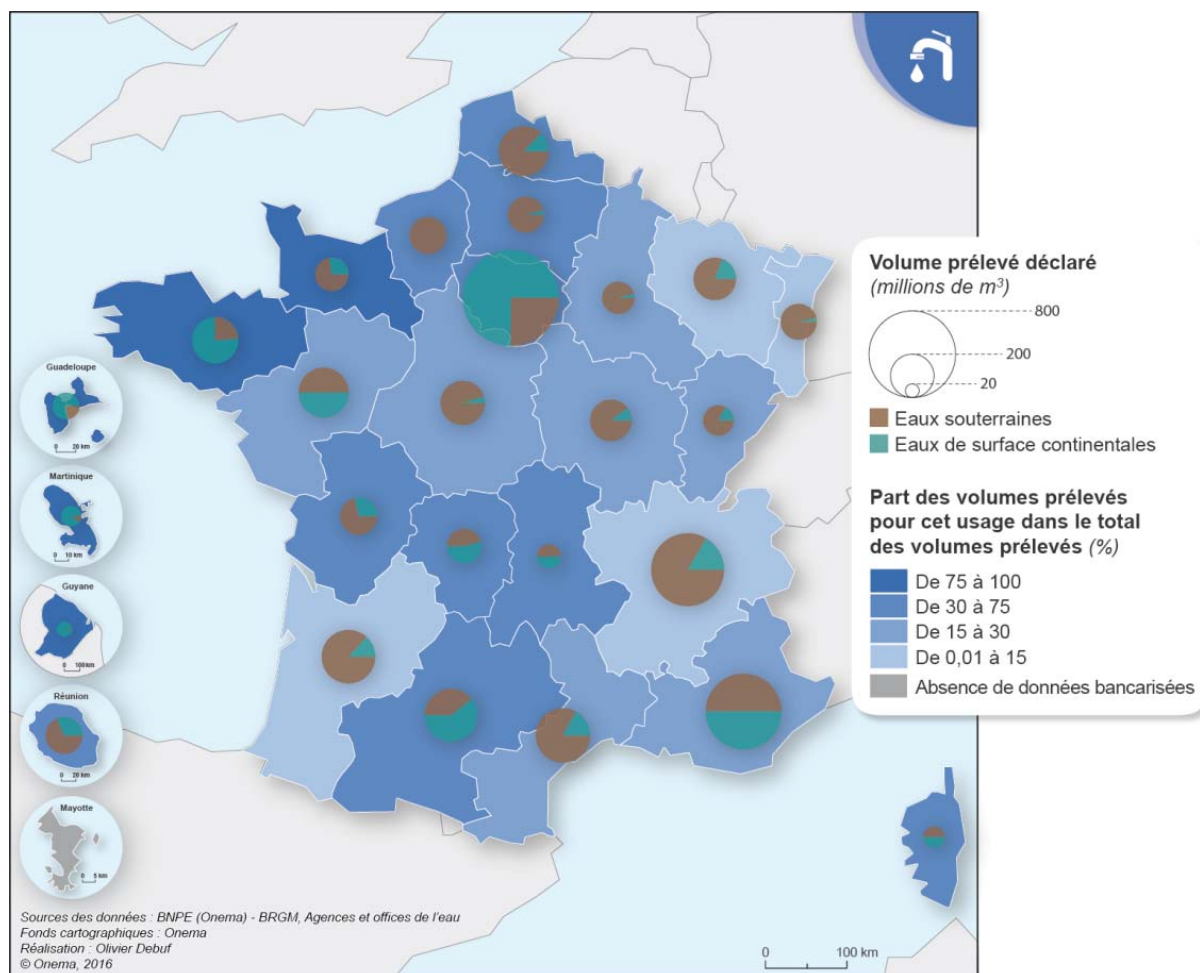 Guadeloupe
0 20 km
Martinique
0 10 km
Guyane
0 100 km
Réunion
0 20 km
Mayotte
0 5 km
Sources des données : BNPE (Onema) - BRGM, Agences et offices de l'eau
Fonds cartographiques : Onema
Réalisation : Olivier Debuf
© Onema, 2016
0 100 km
Volume prélevé déclaré
(millions de m³)
800
200
20
Eaux souterraines
Eaux de surface continentales
Part des volumes prélevés
pour cet usage dans le total
des volumes prélevés (%)
De 75 à 100
De 30 à 75
De 15 à 30
De 0,01 à 15
Absence de données bancarisées